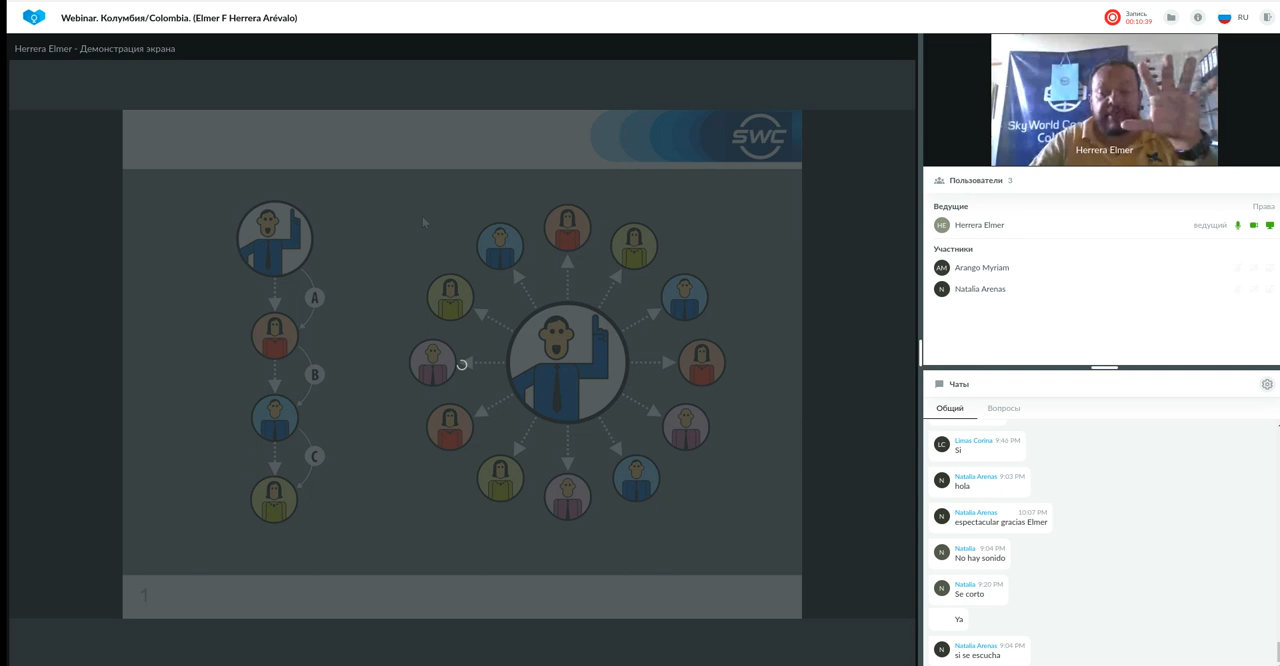 Webinar. Колумбия/Colombia. (Elmer F Herrera Arévalo)
Запись
00:10:39
RU
Herrera Elmer - Демонстрация экрана
SWC
A
B
C
1
Sky World Co
Col
Herrera Elmer
Пользователи 3
Ведущие Права
HE Herrera Elmer ведущий
Участники
AM Arango Myriam
N Natalia Arenas
Чаты
Общий Вопросы
LC Limas Corina 9:46 PM
Si
N Natalia Arenas 9:03 PM
hola
N Natalia Arenas 10:07 PM
espectacular gracias Elmer
N Natalia 9:04 PM
No hay sonido
N Natalia 9:20 PM
Se corto
Ya
N Natalia Arenas 9:04 PM
si se escucha